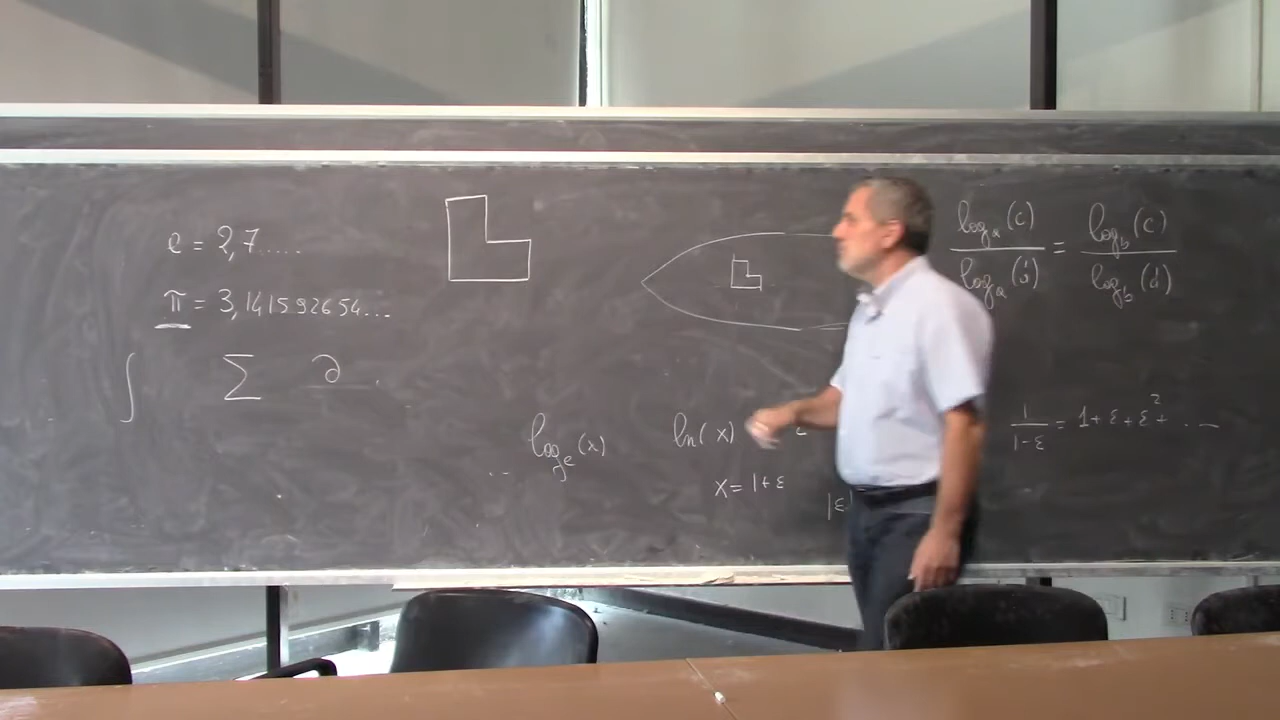 e = 2,7.....
π = 3,141592654...
∫ Σ ∂
log_e(x)
ln(x)
x = 1+ε
|ε|
log_a(c)/log_a(d) = log_b(c)/log_b(d)
1/(1-ε) = 1+ε+ε²+ ...